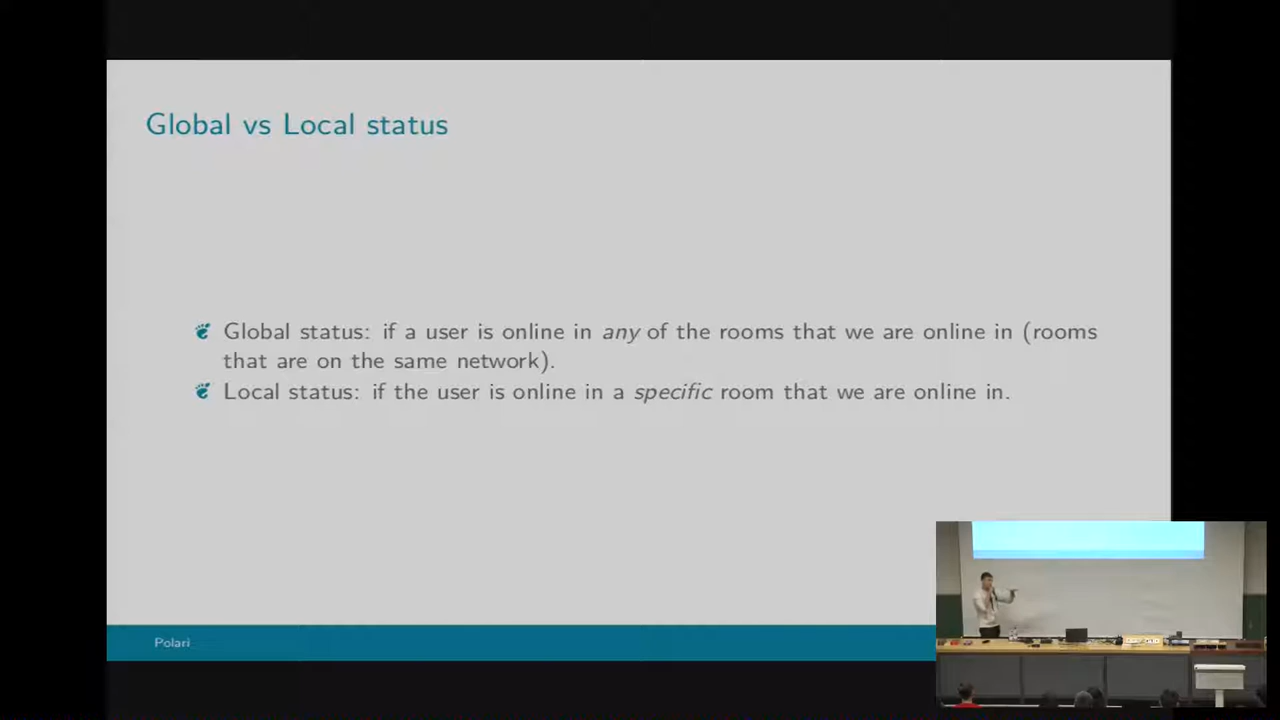 Global vs Local status
Global status: if a user is online in any of the rooms that we are online in (rooms
that are on the same network).
Local status: if the user is online in a specific room that we are online in.
Polari